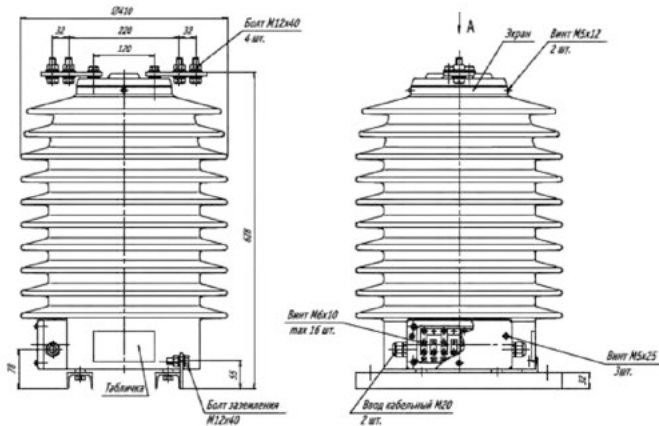 ∅410
32
220
32
120
Болт М12х40
4 шт.
А
Экран
Винт М5х12
2 шт.
628
78
Табличка
55
Болт заземления
М12х40
Винт М6х10
max 16 шт.
Винт М5х25
3шт.
Ввод кабельный М20
2 шт.
32